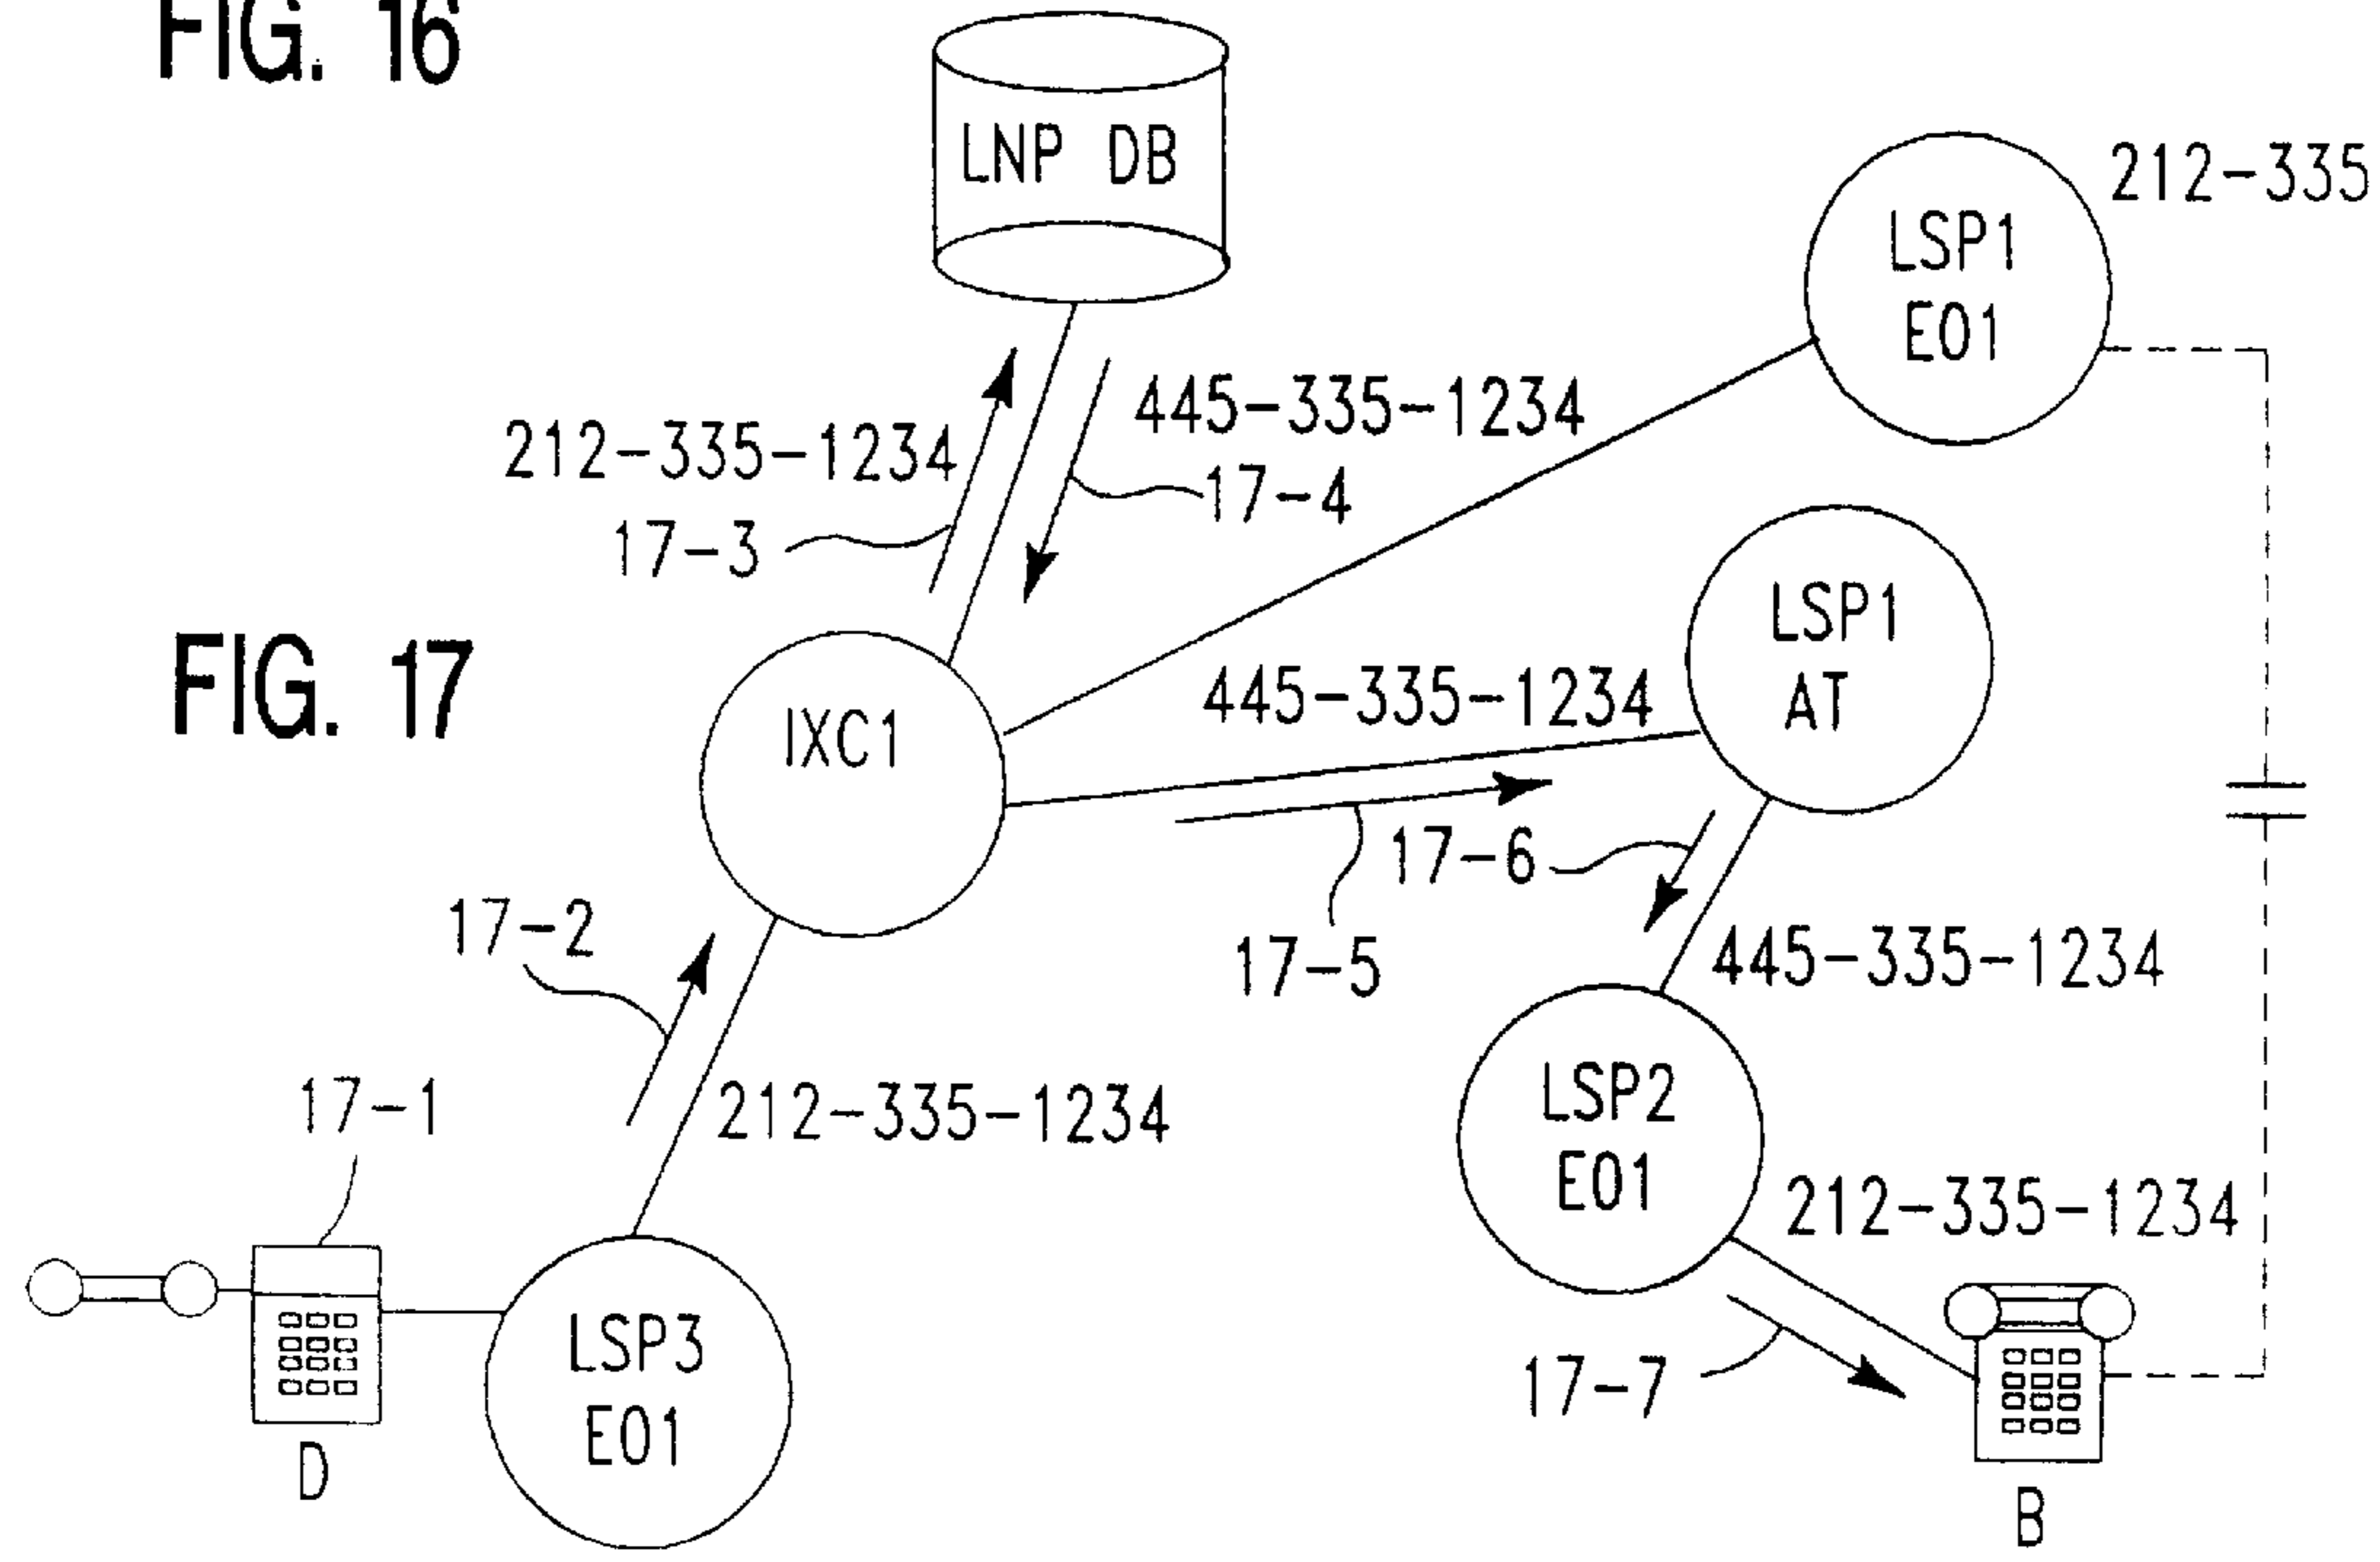 FIG. 16
LNP DB
212-335
LSP1
EO1
445-335-1234
212-335-1234
17-4
17-3
LSP1
AT
FIG. 17
445-335-1234
IXC1
17-6
17-2
17-5
445-335-1234
LSP2
EO1
17-1
212-335-1234
212-335-1234
LSP3
EO1
17-7
D
B